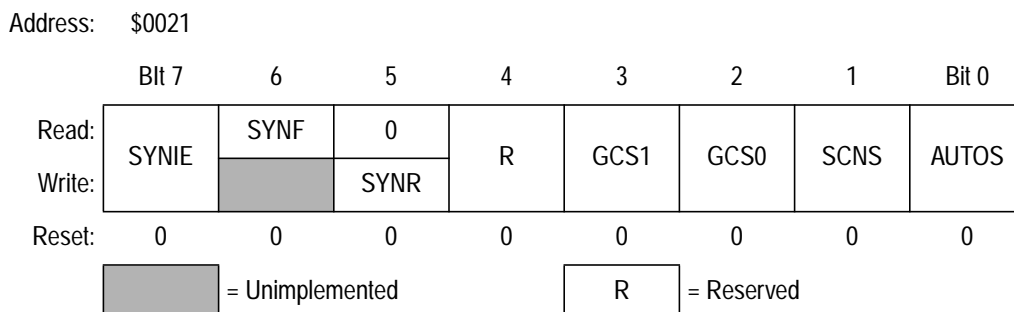 Address: $0021
BIt 7 6 5 4 3 2 1 Bit 0
Read: SYNIE SYNF 0 R GCS1 GCS0 SCNS AUTOS
Write: SYNR
Reset: 0 0 0 0 0 0 0 0
= Unimplemented R = Reserved